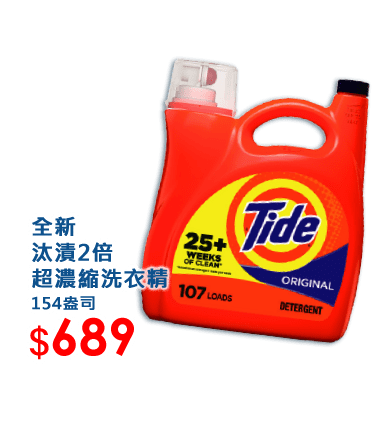 全新
汰漬2倍
超濃縮洗衣精
154盎司
$689
Tide
25+
WEEKS
OF CLEAN*
ORIGINAL
107 LOADS
DETERGENT